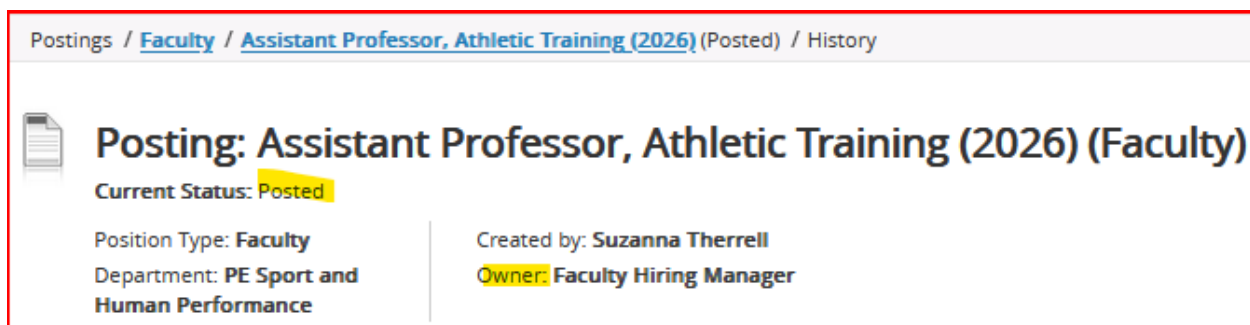 Postings / Faculty / Assistant Professor, Athletic Training (2026) (Posted) / History
Posting: Assistant Professor, Athletic Training (2026) (Faculty)
Current Status: Posted
Position Type: Faculty
Department: PE Sport and
Human Performance
Created by: Suzanna Therrell
Owner: Faculty Hiring Manager